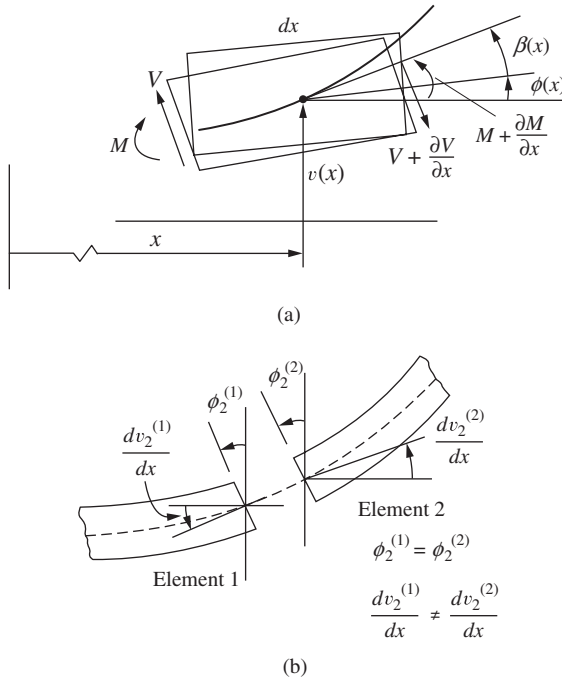 dx
β(x)
V
ϕ(x)
M
M + ∂M/∂x
V + ∂V/∂x
v(x)
x
(a)
ϕ₂⁽²⁾
ϕ₂⁽¹⁾
dv₂⁽¹⁾/dx
dv₂⁽²⁾/dx
Element 2
Element 1
ϕ₂⁽¹⁾ = ϕ₂⁽²⁾
dv₂⁽¹⁾/dx ≠ dv₂⁽²⁾/dx
(b)